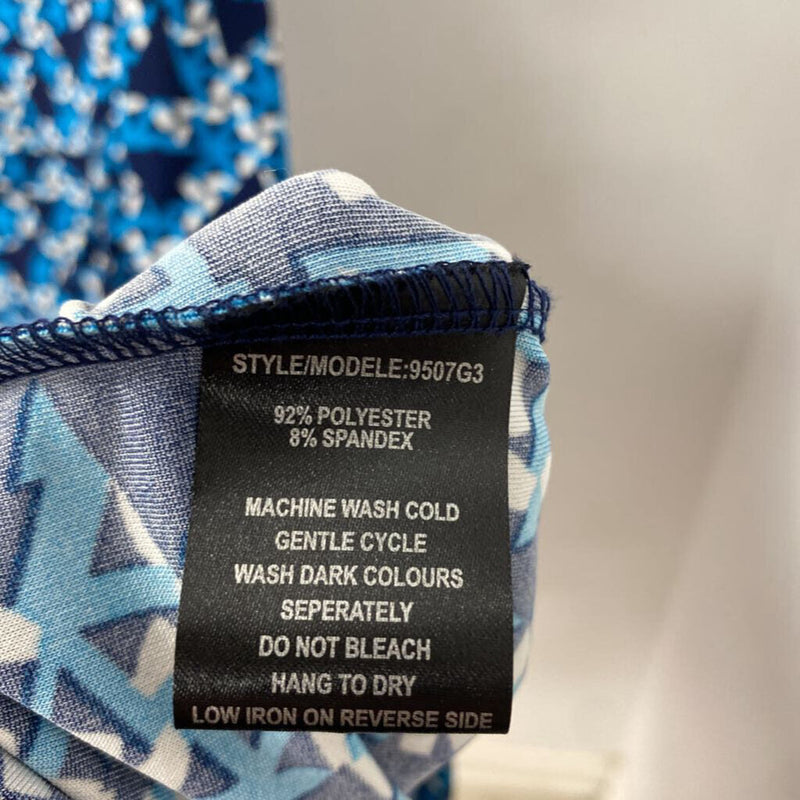 STYLE/MODELE:9507G3
92% POLYESTER
8% SPANDEX
MACHINE WASH COLD
GENTLE CYCLE
WASH DARK COLOURS
SEPERATELY
DO NOT BLEACH
HANG TO DRY
LOW IRON ON REVERSE SIDE